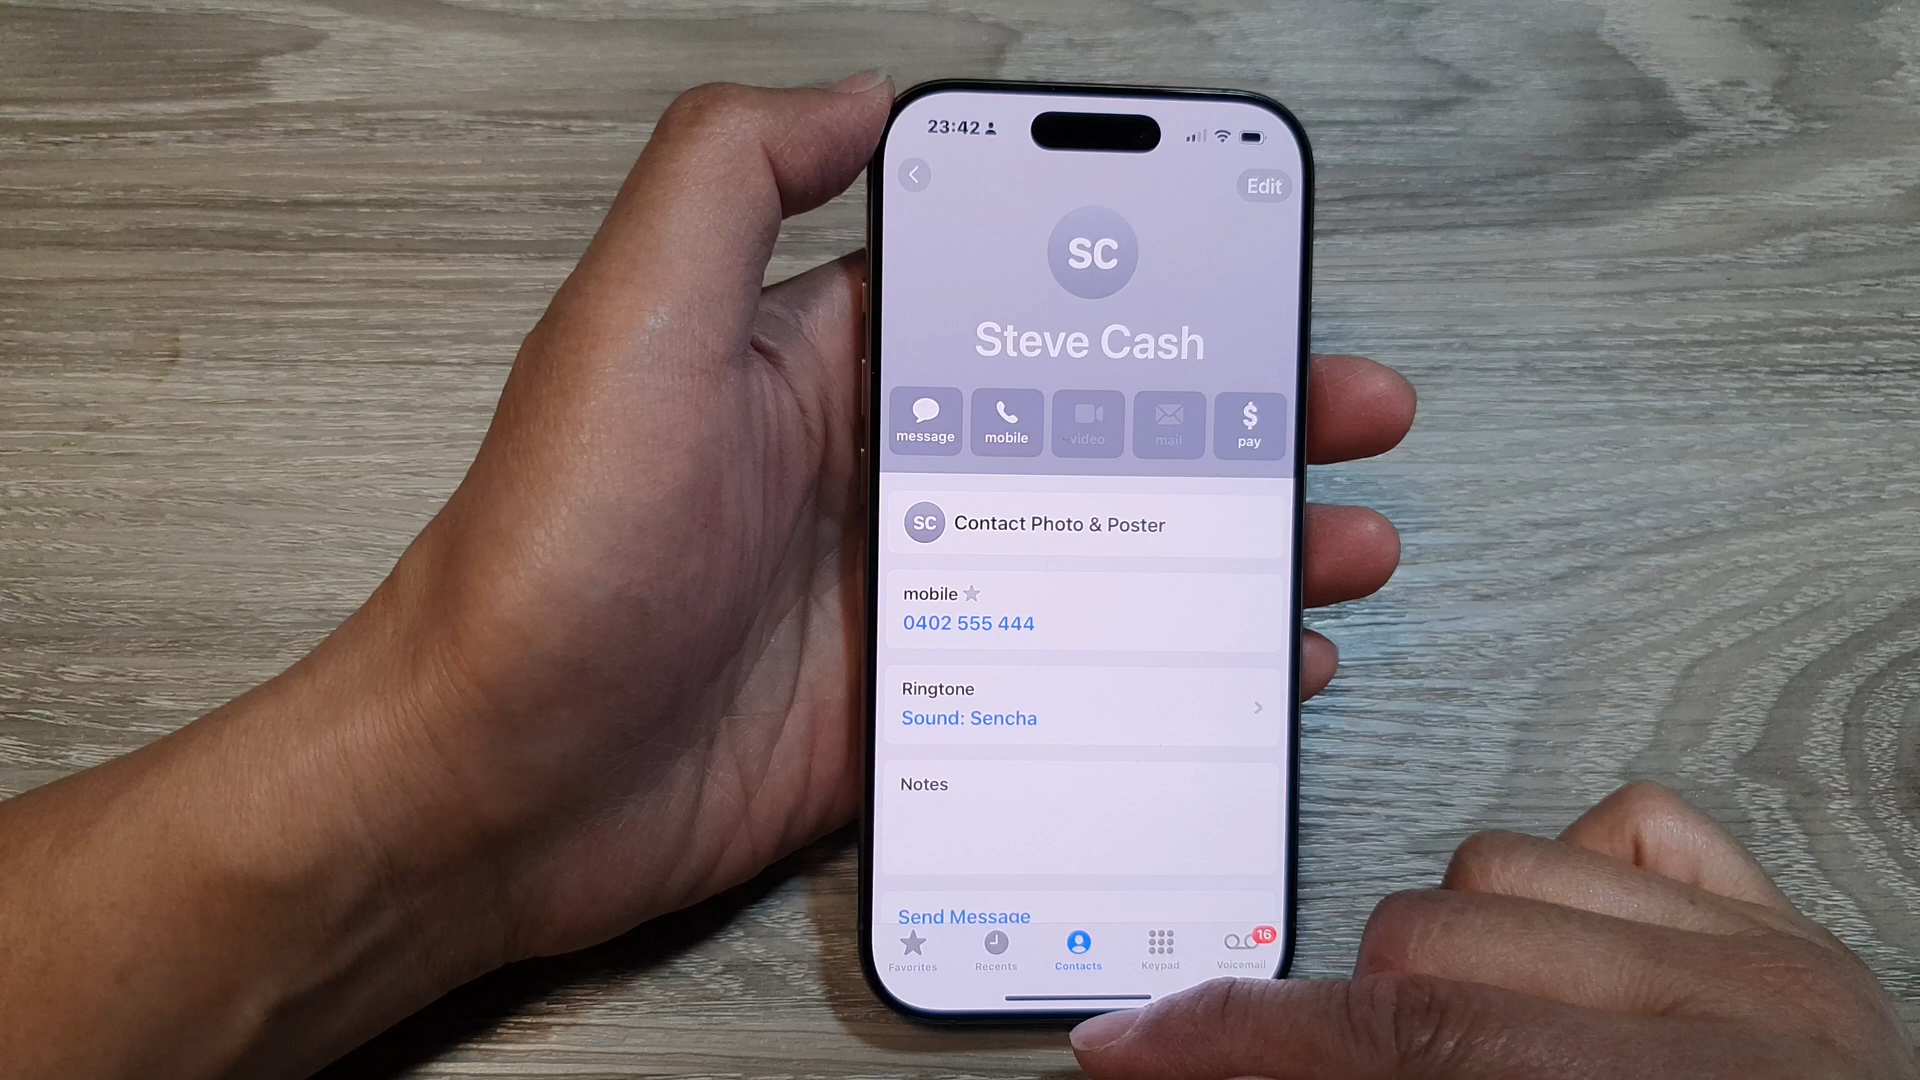 23:42
Edit
SC
Steve Cash
message
mobile
video
mail
$
pay
SC Contact Photo & Poster
mobile
0402 555 444
Ringtone
Sound: Sencha
Notes
Send Message
16
Favorites
Recents
Contacts
Keypad
Voicemail